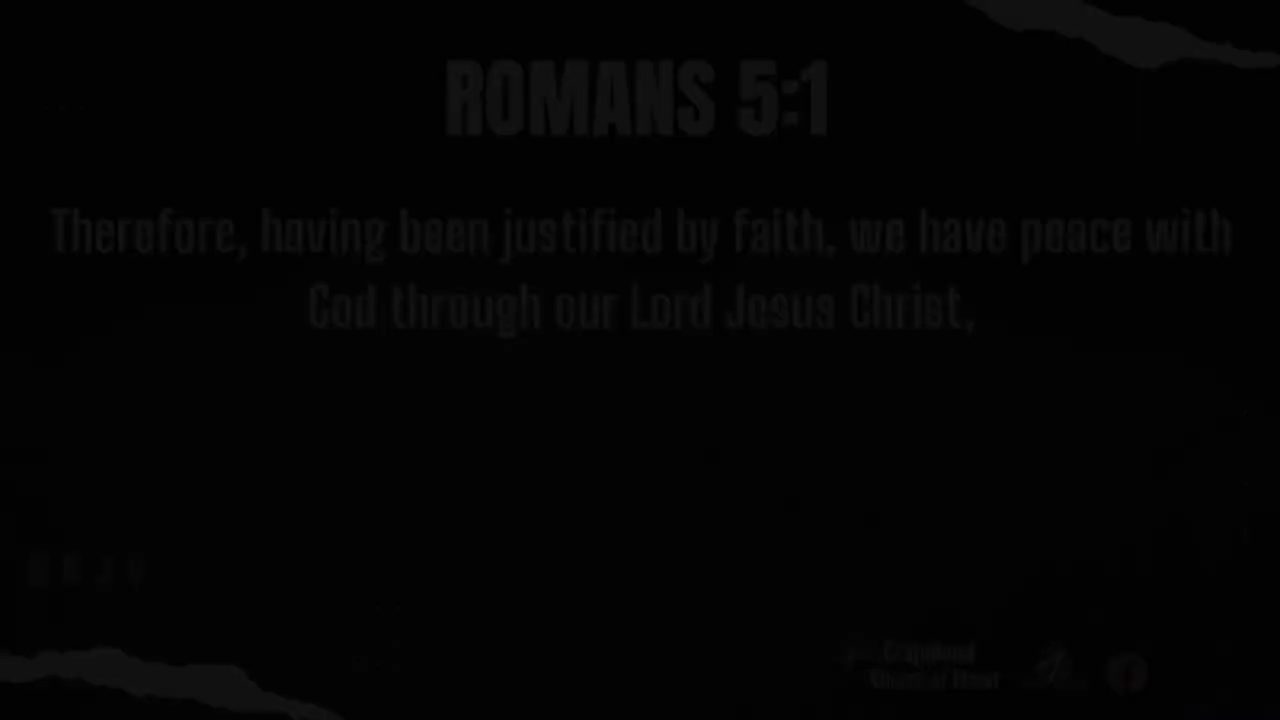 ROMANS 5:1
Therefore, having been justified by faith, we have peace with
God through our Lord Jesus Christ,